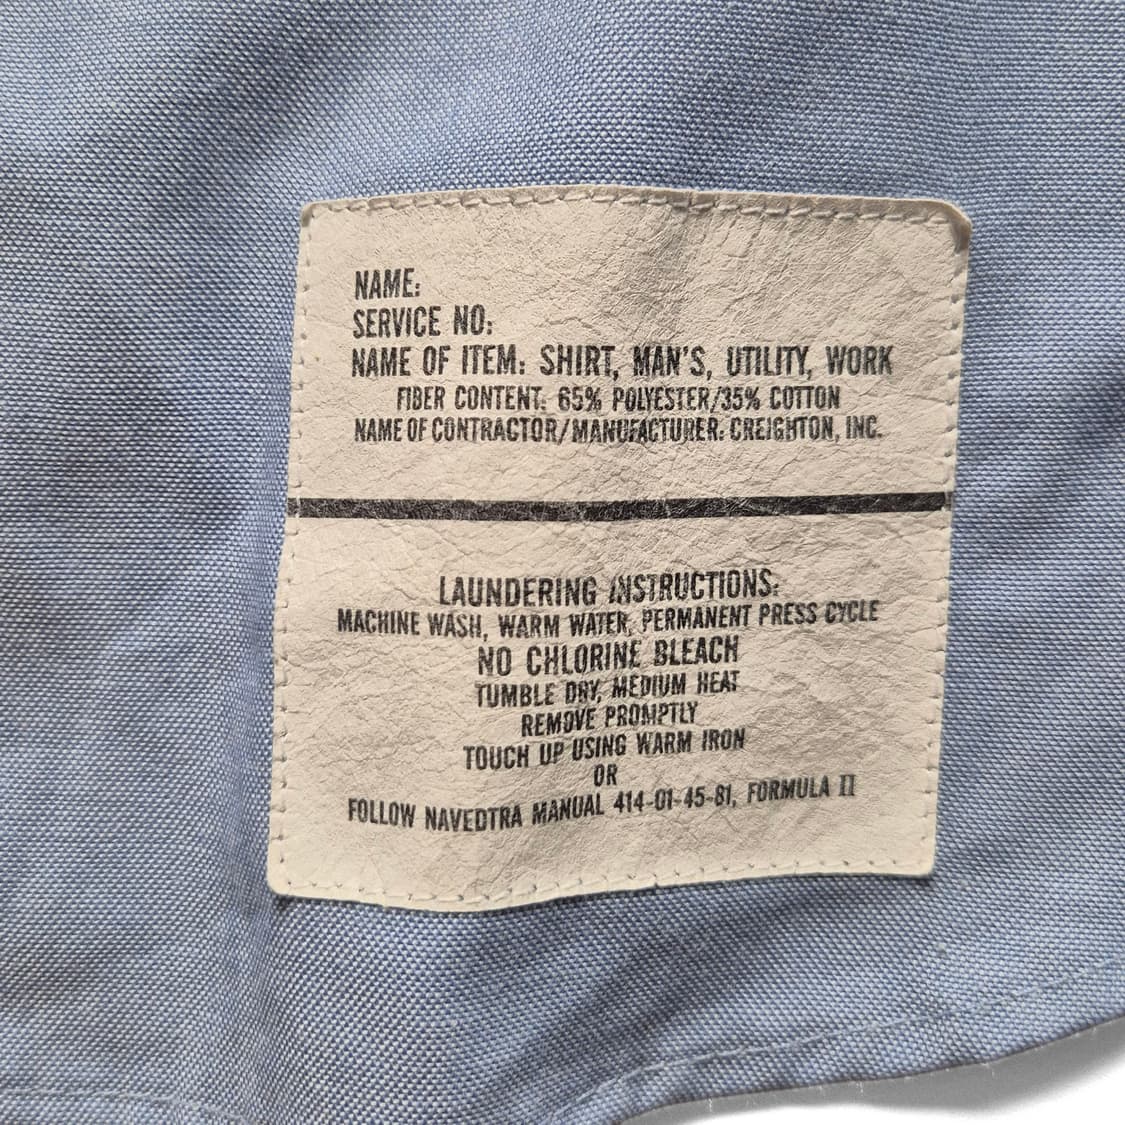 NAME:
SERVICE NO:
NAME OF ITEM: SHIRT, MAN'S, UTILITY, WORK
FIBER CONTENT: 65% POLYESTER/35% COTTON
NAME OF CONTRACTOR/MANUFACTURER: CREIGHTON, INC.
LAUNDERING INSTRUCTIONS:
MACHINE WASH, WARM WATER, PERMANENT PRESS CYCLE
NO CHLORINE BLEACH
TUMBLE DRY, MEDIUM HEAT
REMOVE PROMPTLY
TOUCH UP USING WARM IRON
OR
FOLLOW NAVEDTRA MANUAL 414-01-45-81, FORMULA II